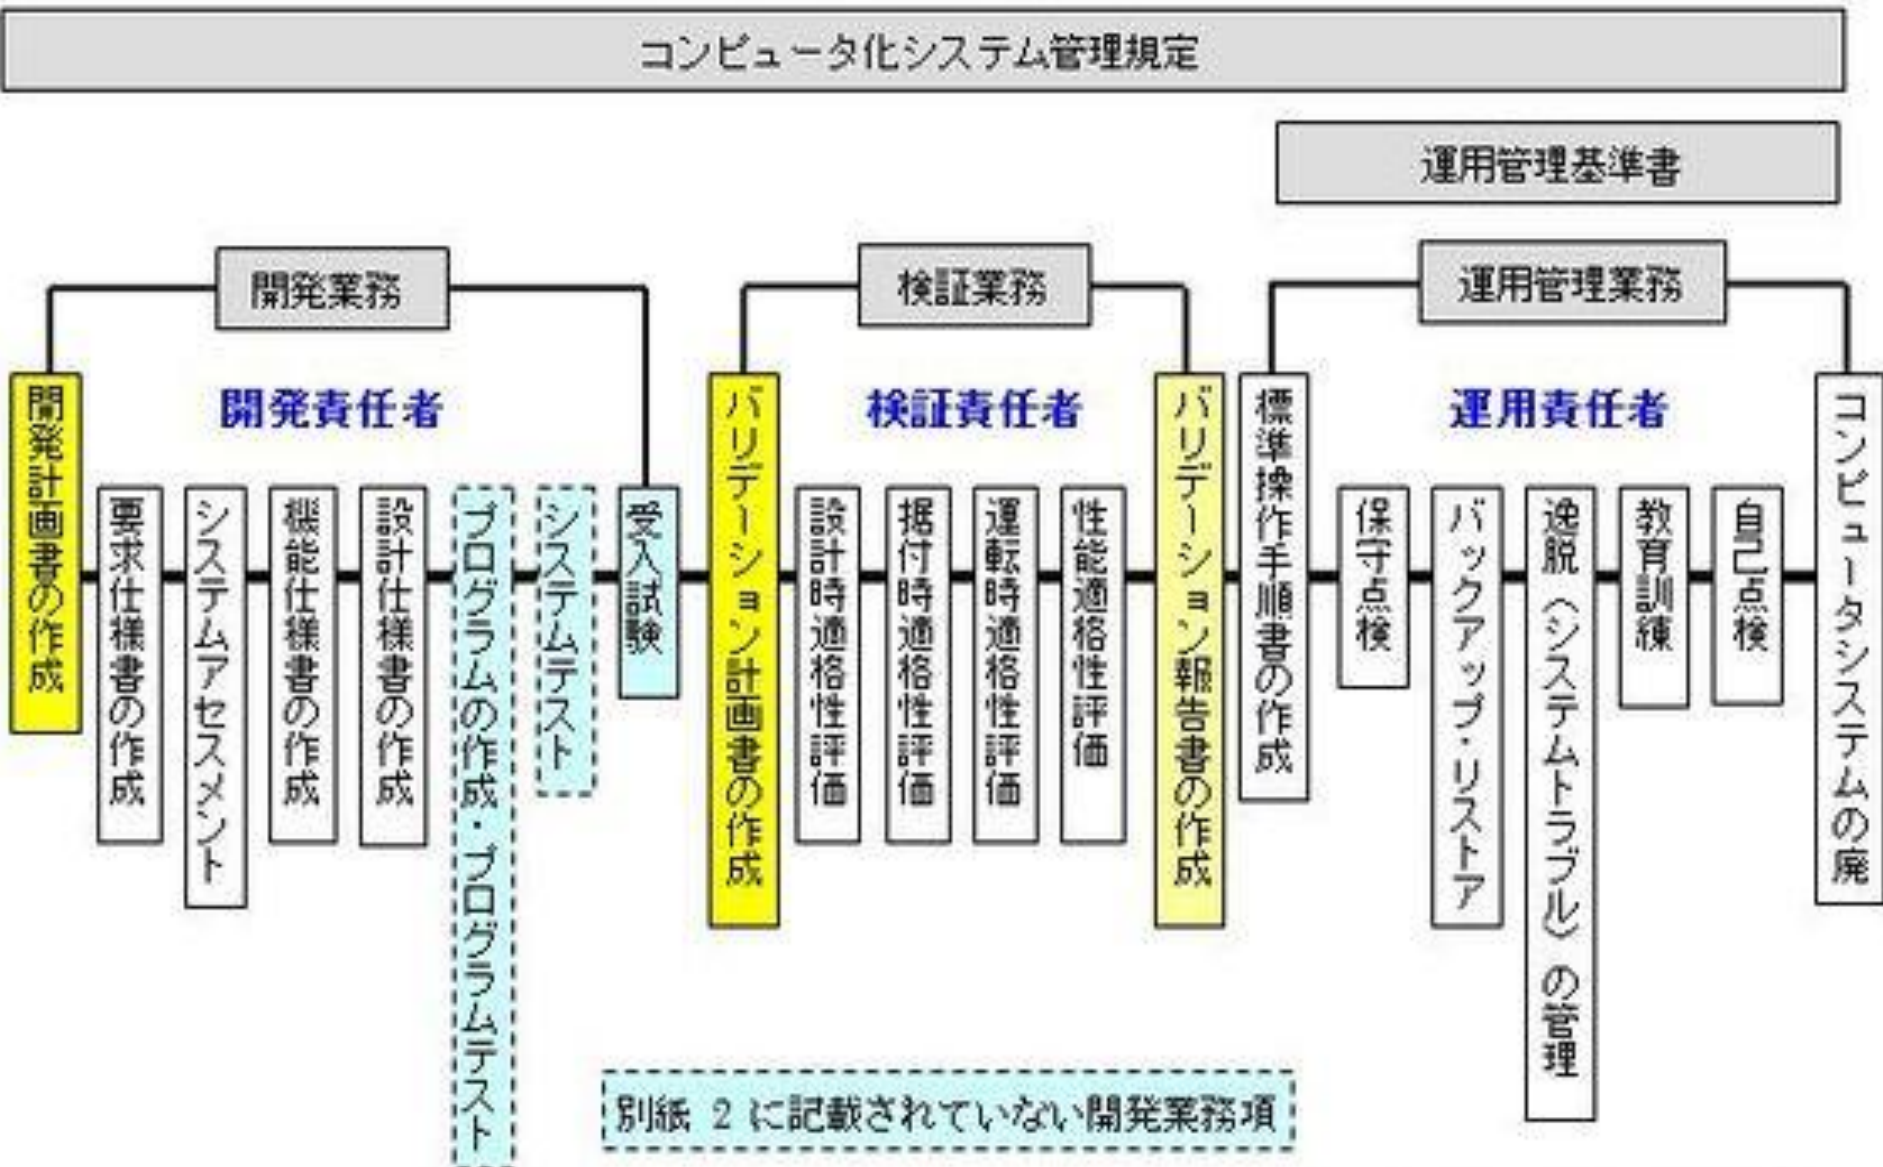 コンピュータ化システム管理規定
運用管理基準書
開発業務
検証業務
運用管理業務
開発責任者
検証責任者
運用責任者
開発計画書の作成
要求仕様書の作成
システムアセスメント
機能仕様書の作成
設計仕様書の作成
プログラムの作成・プログラムテスト
システムテスト
受入試験
バリデーション計画書の作成
設計時適格性評価
据付時適格性評価
運転時適格性評価
性能適格性評価
バリデーション報告書の作成
標準操作手順書の作成
保守点検
バックアップ・リストア
逸脱(システムトラブル)の管理
教育訓練
自己点検
コンピュータシステムの廃
別紙 2 に記載されていない開発業務項